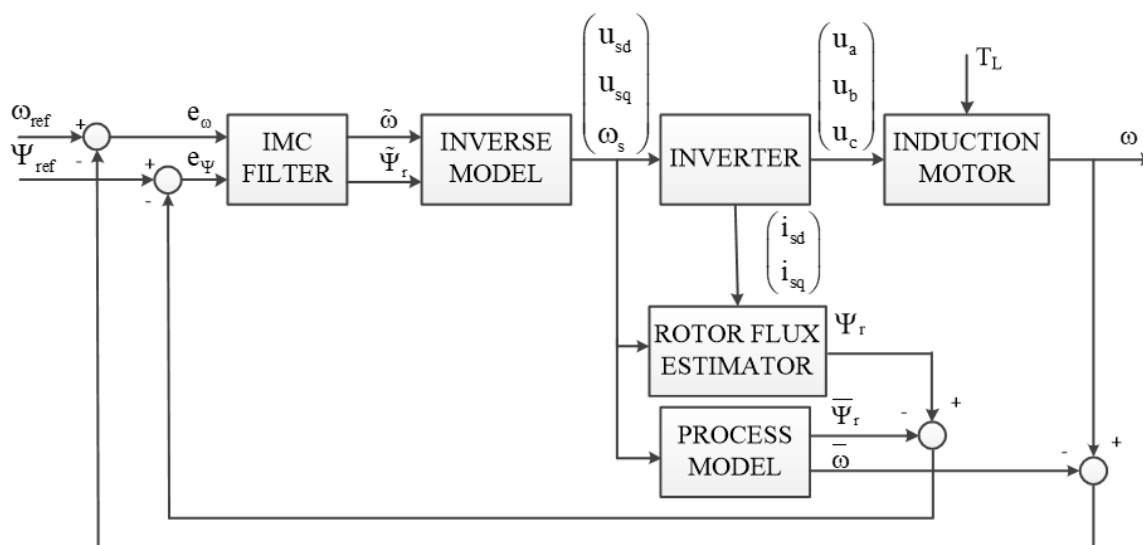 u_sd
u_sq
ω_s
u_a
u_b
u_c
T_L
ω_ref
+
-
e_ω
IMC
FILTER
ω̃
INVERSE
MODEL
INVERTER
INDUCTION
MOTOR
ω
Ψ_ref
+
-
e_Ψ
Ψ̃_r
i_sd
i_sq
ROTOR FLUX
ESTIMATOR
Ψ_r
PROCESS
MODEL
Ψ̅_r
-
+
ω̅
-
+